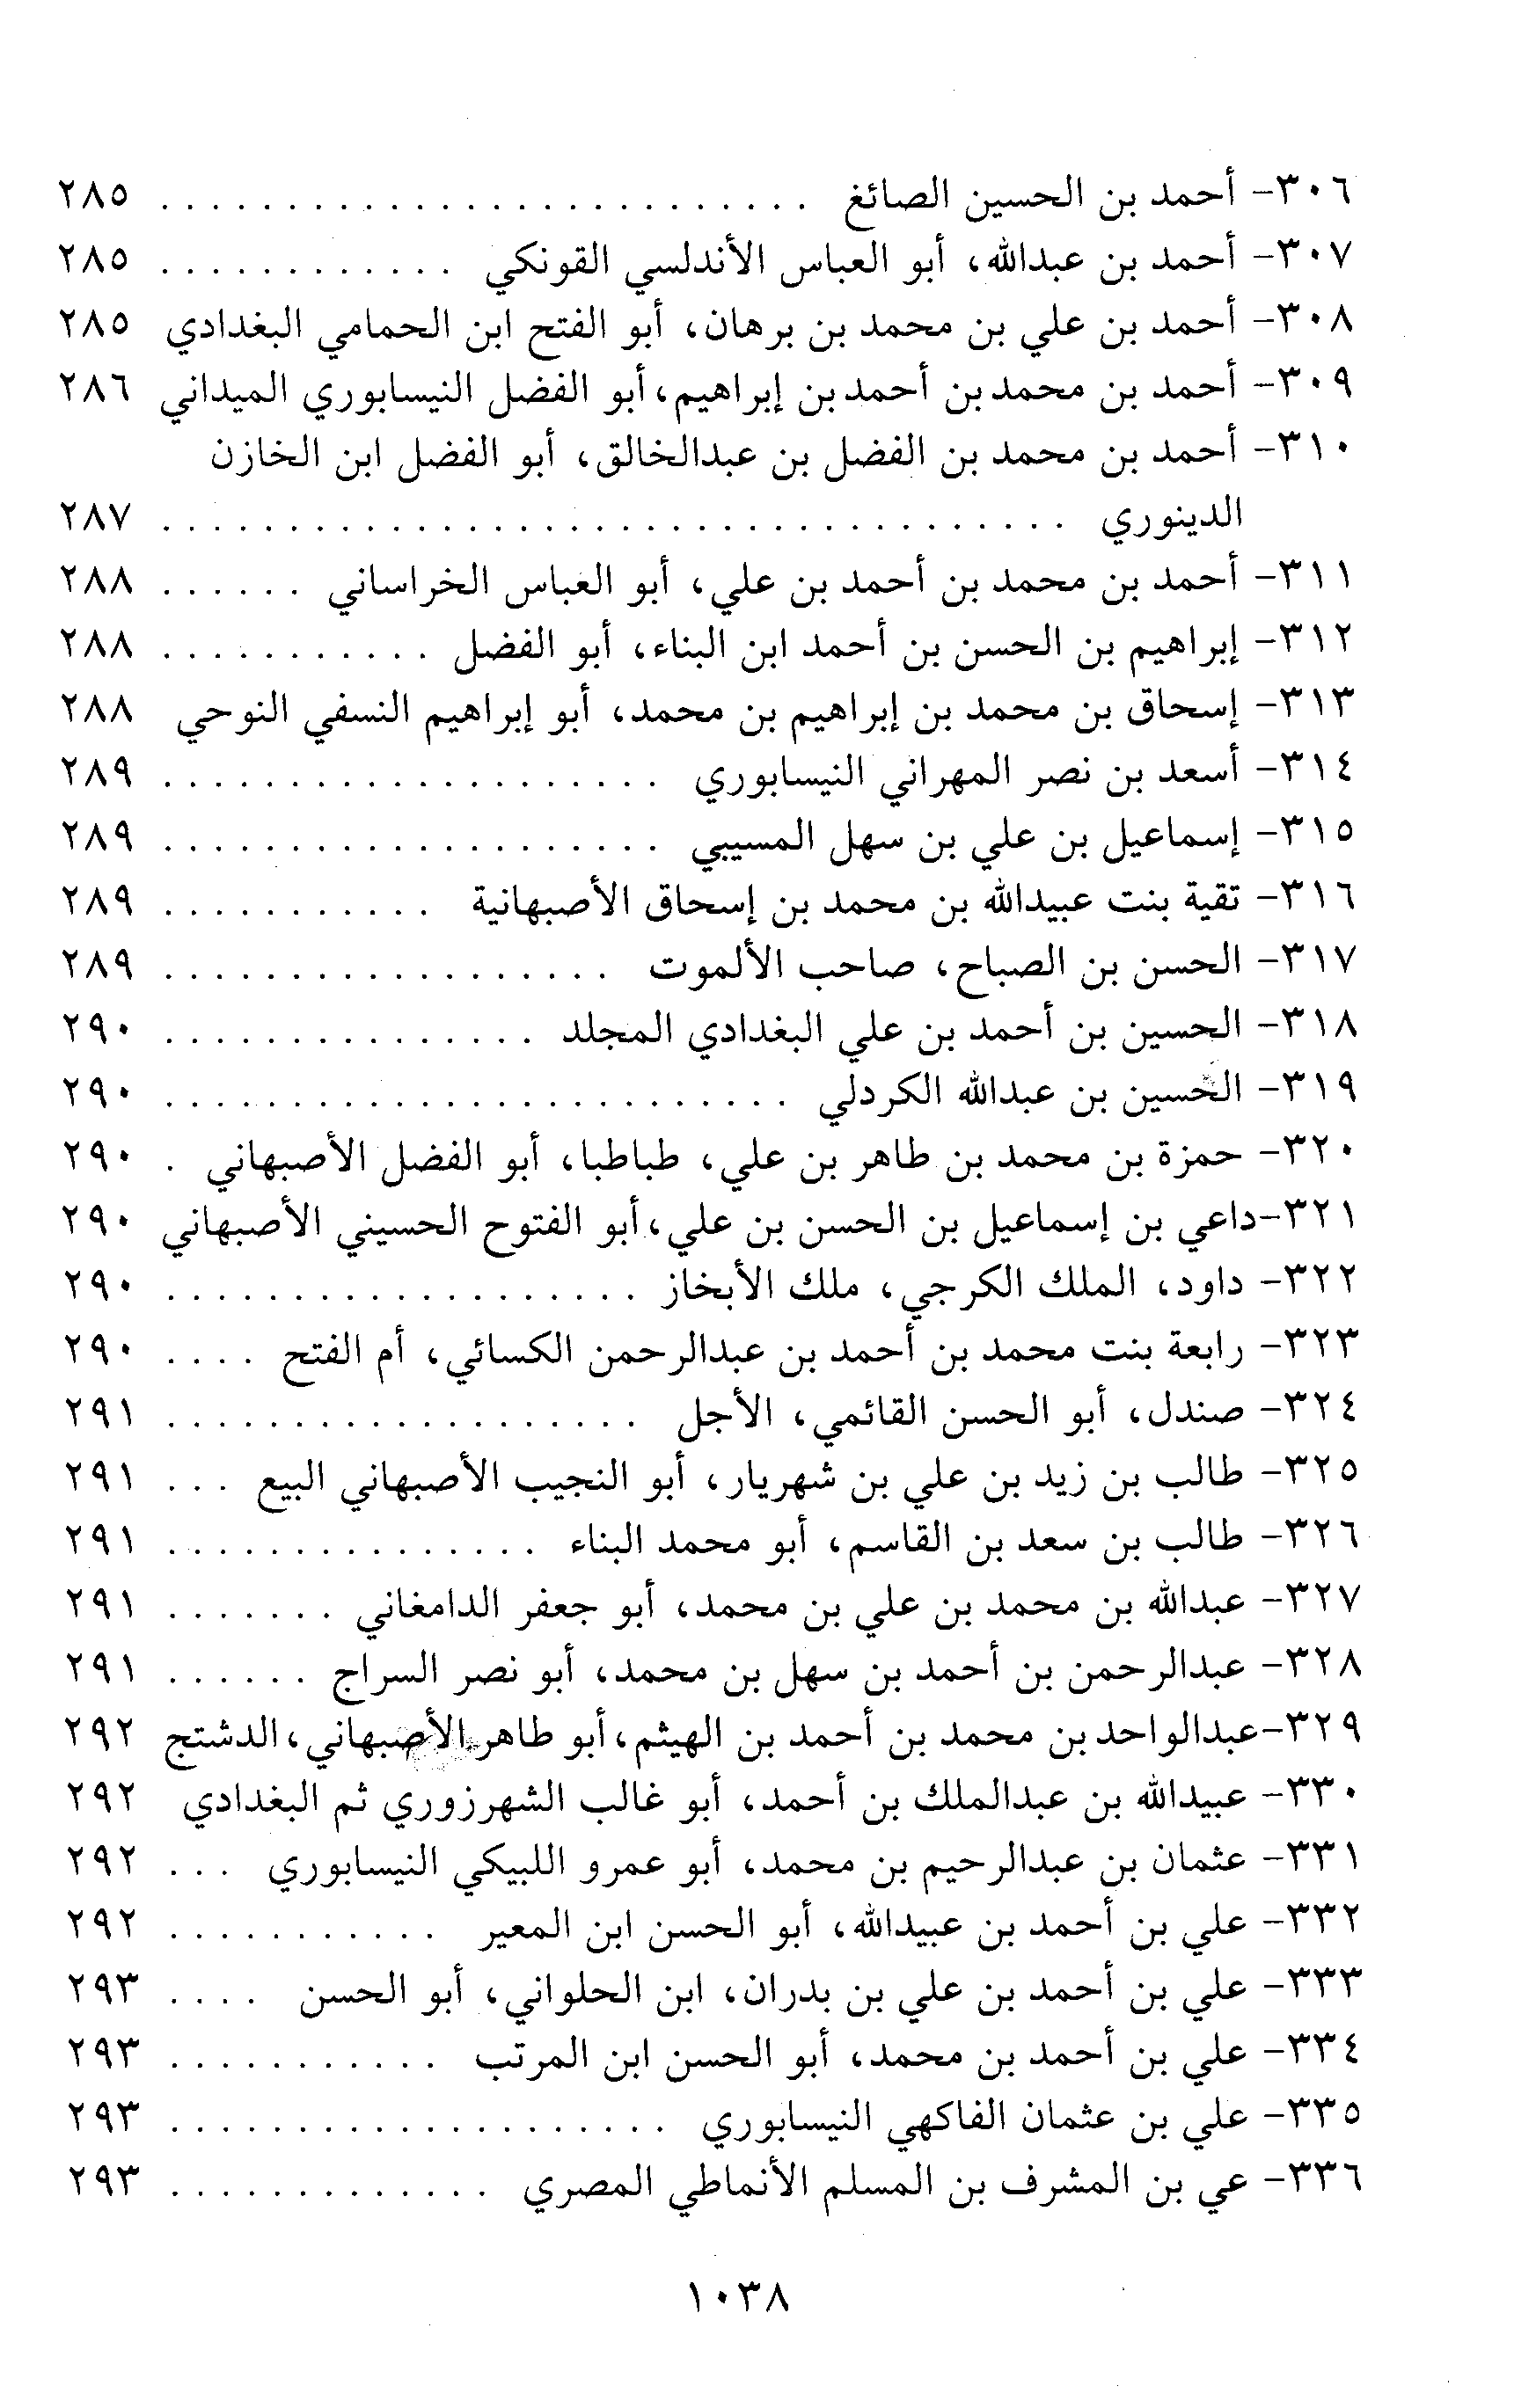 ٣٠٦- أحمد بن الحسين الصائغ . . . . . . . . . . . . . . . . . . . . . . . . . . ٢٨٥
٣٠٧- أحمد بن عبدالله، أبو العباس الأندلسي القونكي . . . . . . . . . . . . ٢٨٥
٣٠٨- أحمد بن علي بن محمد بن برهان، أبو الفتح ابن الحمامي البغدادي ٢٨٥
٣٠٩- أحمد بن محمد بن أحمد بن إبراهيم، أبو الفضل النيسابوري الميداني ٢٨٦
٣١٠- أحمد بن محمد بن الفضل بن عبدالخالق، أبو الفضل ابن الخازن
الدينوري . . . . . . . . . . . . . . . . . . . . . . . . . . . . . . . . . . . . ٢٨٧
٣١١- أحمد بن محمد بن أحمد بن علي، أبو العباس الخراساني . . . . . . ٢٨٨
٣١٢- إبراهيم بن الحسن بن أحمد ابن البناء، أبو الفضل . . . . . . . . . . . ٢٨٨
٣١٣- إسحاق بن محمد بن إبراهيم بن محمد، أبو إبراهيم النسفي النوحي ٢٨٨
٣١٤- أسعد بن نصر المهراني النيسابوري . . . . . . . . . . . . . . . . . . . . ٢٨٩
٣١٥- إسماعيل بن علي بن سهل المسيبي . . . . . . . . . . . . . . . . . . . . ٢٨٩
٣١٦- تقية بنت عبيدالله بن محمد بن إسحاق الأصبهانية . . . . . . . . . . . ٢٨٩
٣١٧- الحسن بن الصباح، صاحب الألموت . . . . . . . . . . . . . . . . . . ٢٨٩
٣١٨- الحسين بن أحمد بن علي البغدادي المجلد . . . . . . . . . . . . . . . ٢٩٠
٣١٩- الحسين بن عبدالله الكردلي . . . . . . . . . . . . . . . . . . . . . . . . . ٢٩٠
٣٢٠- حمزة بن محمد بن طاهر بن علي، طباطبا، أبو الفضل الأصبهاني . ٢٩٠
٣٢١- داعي بن إسماعيل بن الحسن بن علي، أبو الفتوح الحسيني الأصبهاني ٢٩٠
٣٢٢- داود، الملك الكرجي، ملك الأبخاز . . . . . . . . . . . . . . . . . . . ٢٩٠
٣٢٣- رابعة بنت محمد بن أحمد بن عبدالرحمن الكسائي، أم الفتح . . . . ٢٩٠
٣٢٤- صندل، أبو الحسن القائمي، الأجل . . . . . . . . . . . . . . . . . . . ٢٩١
٣٢٥- طالب بن زيد بن علي بن شهريار، أبو النجيب الأصبهاني البيع . . . ٢٩١
٣٢٦- طالب بن سعد بن القاسم، أبو محمد البناء . . . . . . . . . . . . . . . ٢٩١
٣٢٧- عبدالله بن محمد بن علي بن محمد، أبو جعفر الدامغاني . . . . . . . ٢٩١
٣٢٨- عبدالرحمن بن أحمد بن سهل بن محمد، أبو نصر السراج . . . . . . ٢٩١
٣٢٩- عبدالواحد بن محمد بن أحمد بن الهيثم، أبو طاهر الأصبهاني، الدشتج ٢٩٢
٣٣٠- عبيدالله بن عبدالملك بن أحمد، أبو غالب الشهرزوري ثم البغدادي ٢٩٢
٣٣١- عثمان بن عبدالرحيم بن محمد، أبو عمرو اللبيكي النيسابوري . . . ٢٩٢
٣٣٢- علي بن أحمد بن عبيدالله، أبو الحسن ابن المعير . . . . . . . . . . . ٢٩٢
٣٣٣- علي بن أحمد بن علي بن بدران، ابن الحلواني، أبو الحسن . . . . ٢٩٣
٣٣٤- علي بن أحمد بن محمد، أبو الحسن ابن المرتب . . . . . . . . . . . ٢٩٣
٣٣٥- علي بن عثمان الفاكهي النيسابوري . . . . . . . . . . . . . . . . . . . . ٢٩٣
٣٣٦- عي بن المشرف بن المسلم الأنماطي المصري . . . . . . . . . . . . . ٢٩٣
١٠٣٨